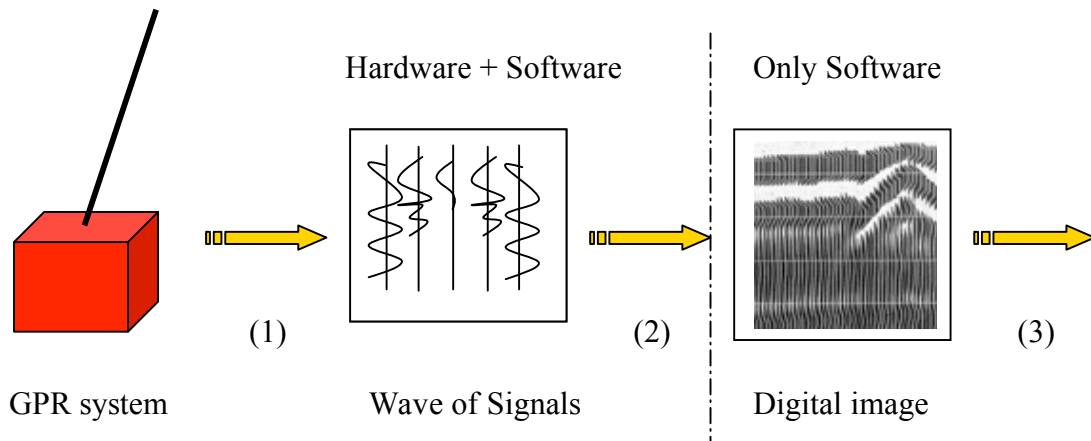 Hardware + Software
Only Software
(1)
(2)
(3)
GPR system
Wave of Signals
Digital image